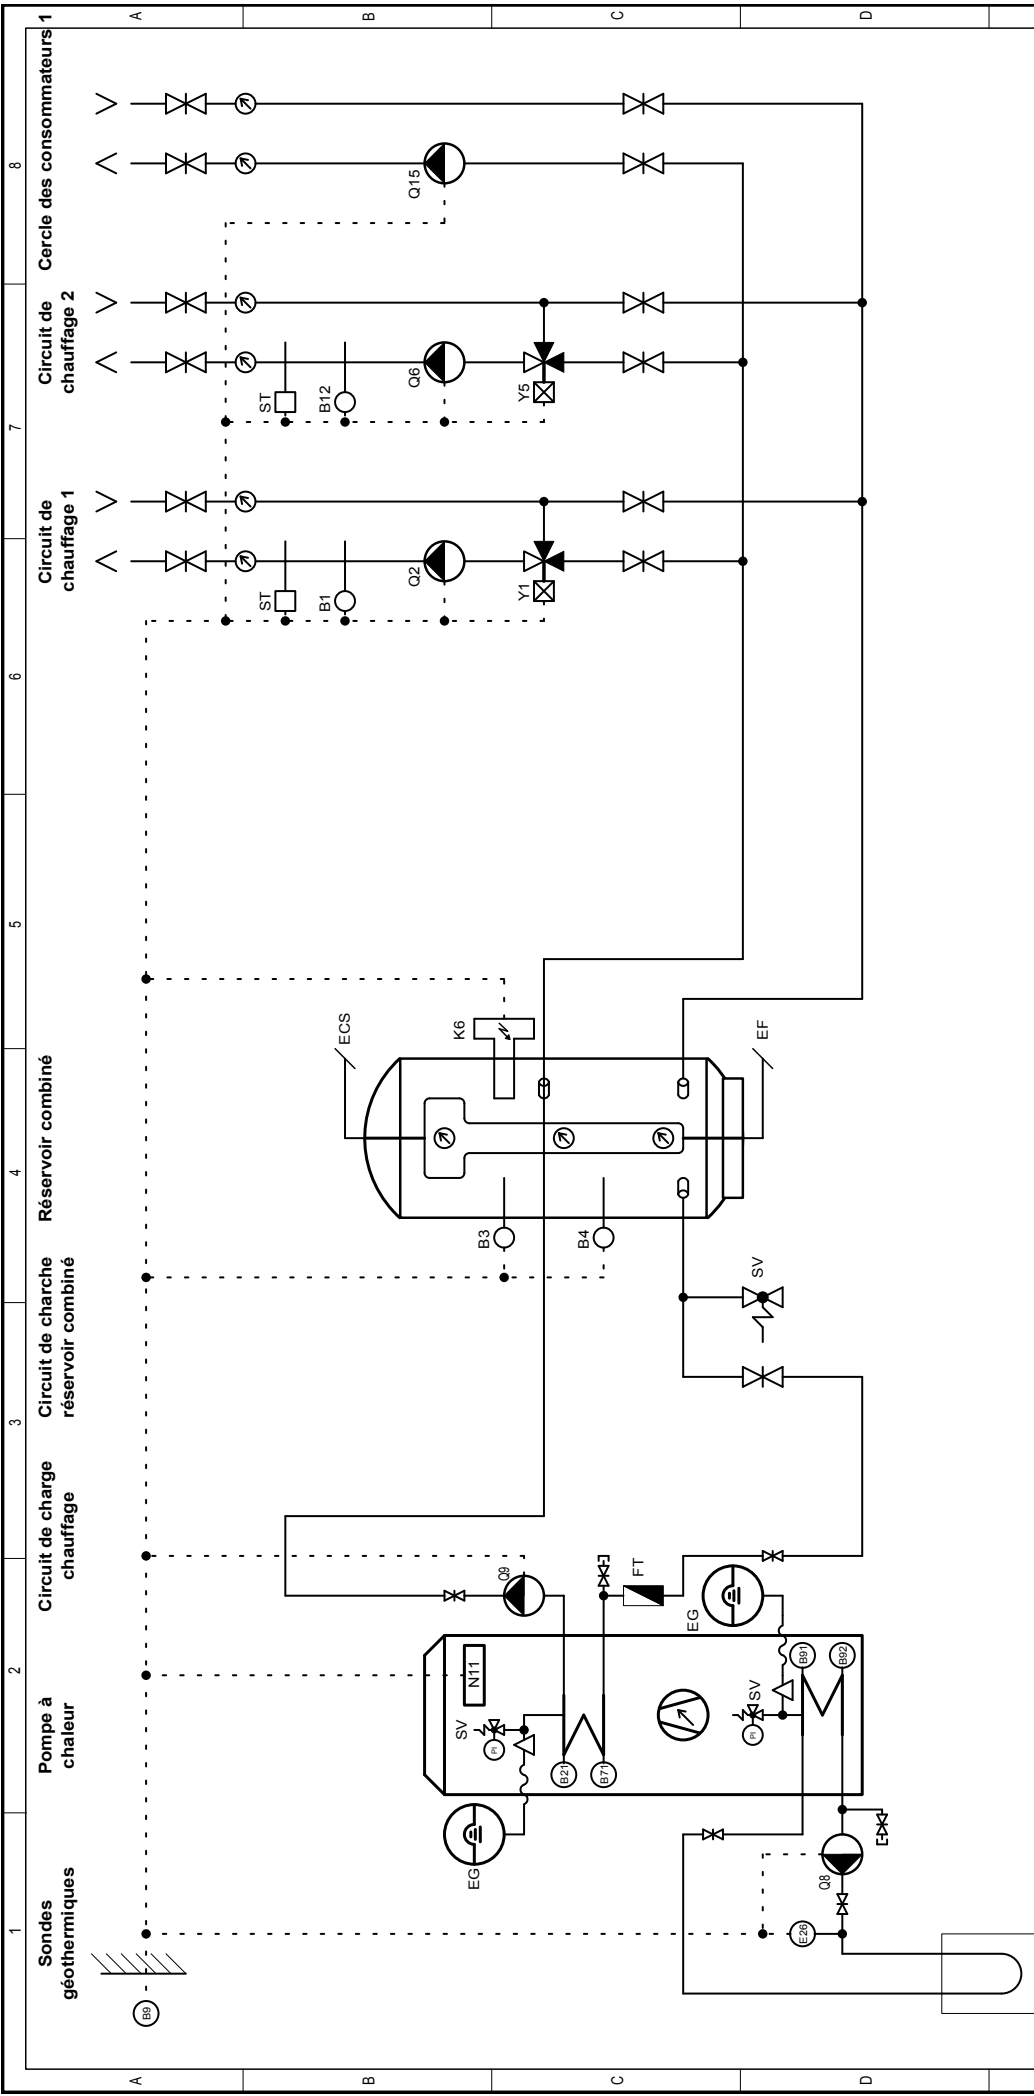 1
2
3
4
5
6
7
8
A
B
C
D
A
B
C
D
Sondes
géothermiques
Pompe à
chaleur
Circuit de charge
chauffage
Circuit de charche
réservoir combiné
Réservoir combiné
Circuit de
chauffage 1
Circuit de
chauffage 2
Cercle des consommateurs 1
B9
EG
SV
PI
N11
B21
B71
Q9
FT
EG
SV
PI
B91
B92
Q8
E26
SV
B3
B4
ECS
K6
EF
ST
B1
Q2
Y1
ST
B12
Q6
Y5
Q15